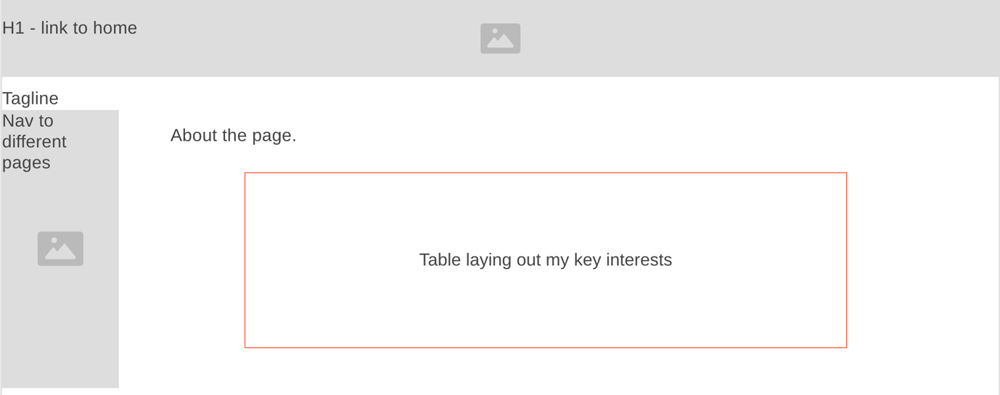 H1 - link to home
Tagline
Nav to
different
pages
About the page.
Table laying out my key interests